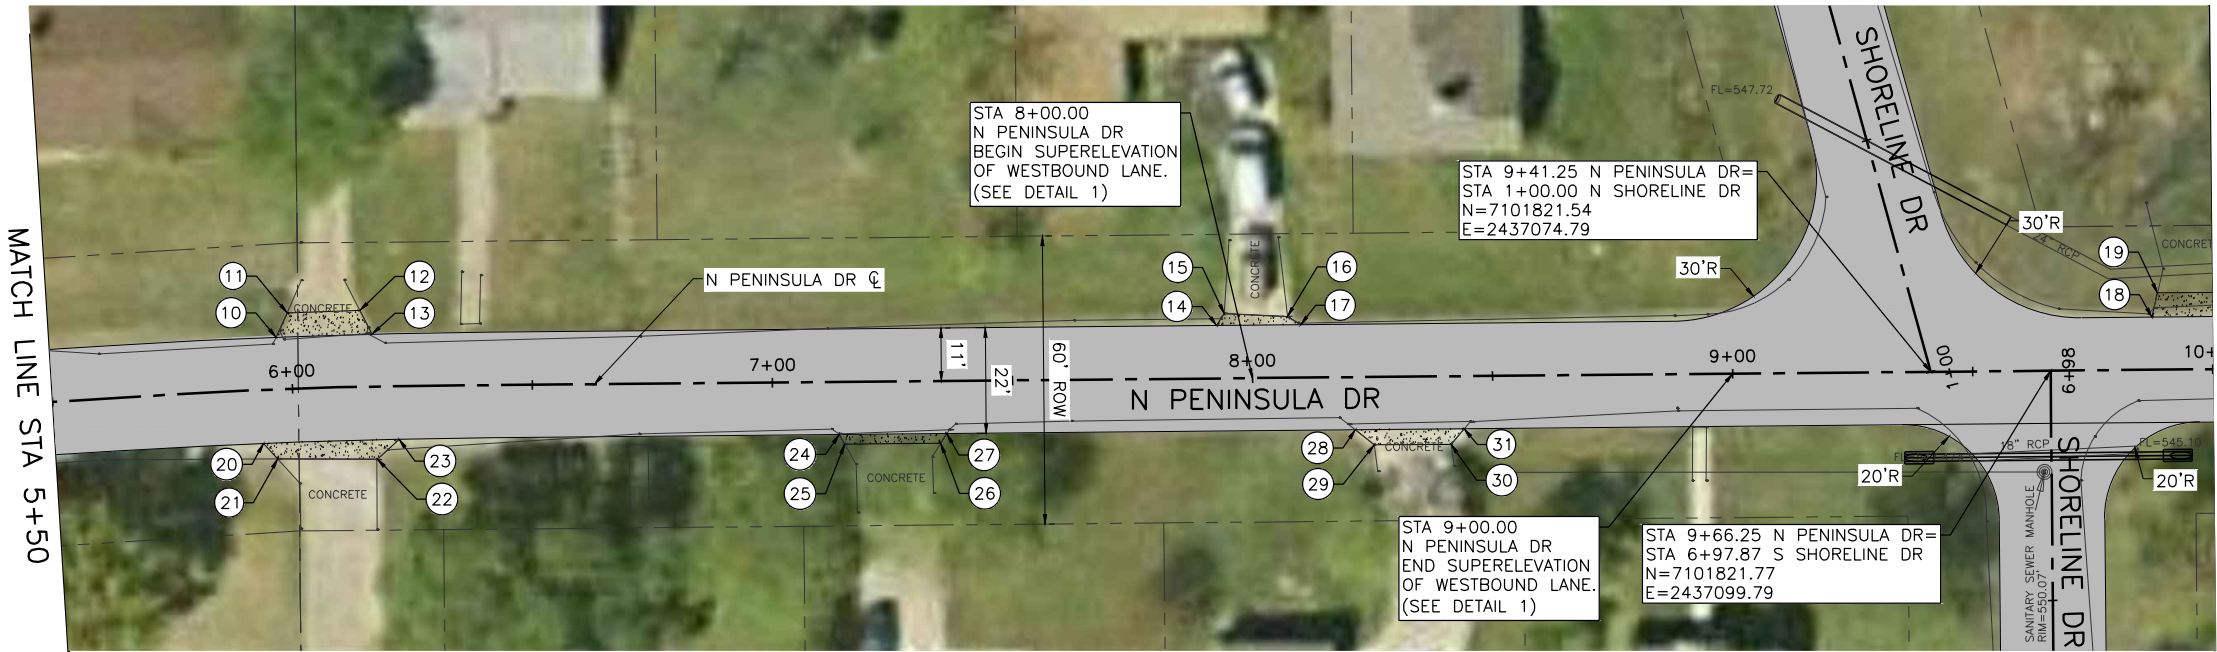 MATCH LINE STA 5+50
STA 8+00.00
N PENINSULA DR
BEGIN SUPERELEVATION
OF WESTBOUND LANE.
(SEE DETAIL 1)
STA 9+41.25 N PENINSULA DR=
STA 1+00.00 N SHORELINE DR
N=7101821.54
E=2437074.79
FL=547.72
SHORELINE DR
30'R
24" RCP
19
CONCRET
18
30'R
11
12
CONCRETE
10
13
N PENINSULA DR ℄
15
16
CONCRETE
14
17
6+00
7+00
8+00
9+00
1+00
6+98
10+
11'
22'
60' ROW
N PENINSULA DR
20
21
23
22
CONCRETE
24
25
27
26
CONCRETE
28
29
31
30
CONCRETE
18" RCP
FL=545.10
20'R
20'R
SHORELINE DR
SANITARY SEWER MANHOLE
RIM=550.07'
STA 9+00.00
N PENINSULA DR
END SUPERELEVATION
OF WESTBOUND LANE.
(SEE DETAIL 1)
STA 9+66.25 N PENINSULA DR=
STA 6+97.87 S SHORELINE DR
N=7101821.77
E=2437099.79